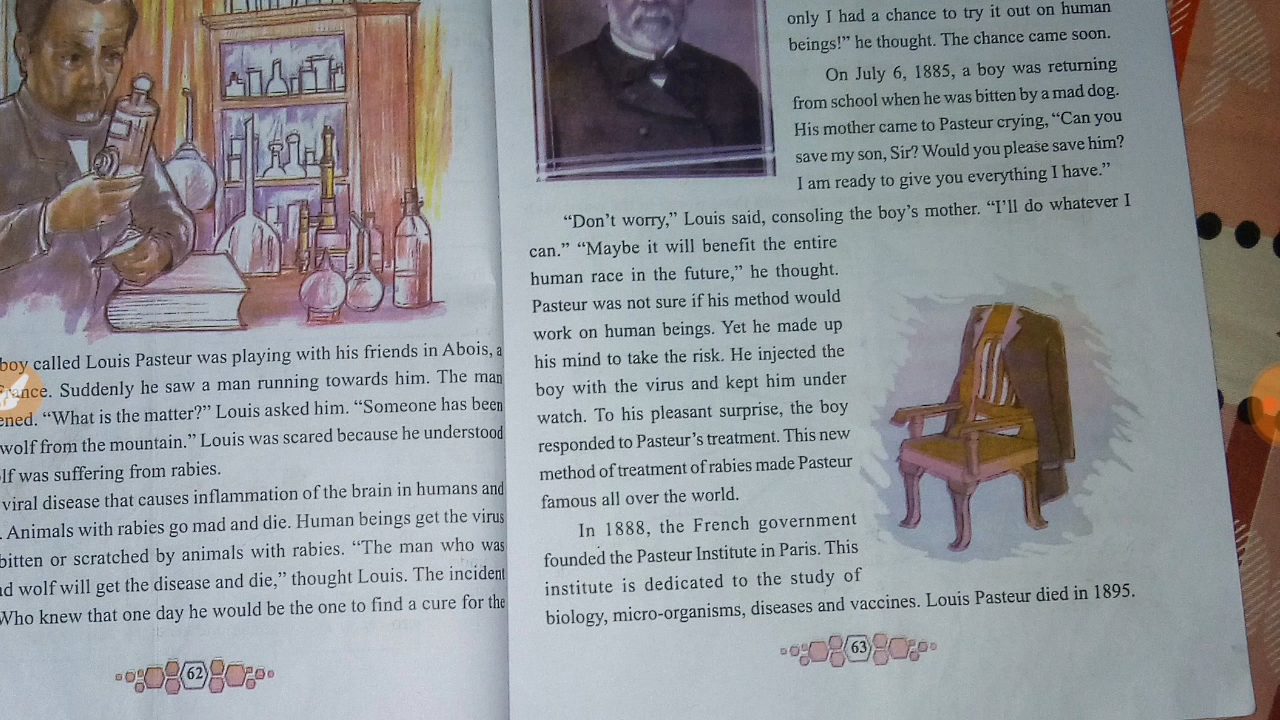 boy called Louis Pasteur was playing with his friends in Abois, a
France. Suddenly he saw a man running towards him. The man
ened. “What is the matter?” Louis asked him. “Someone has been
wolf from the mountain.” Louis was scared because he understood
lf was suffering from rabies.
viral disease that causes inflammation of the brain in humans and
. Animals with rabies go mad and die. Human beings get the virus
bitten or scratched by animals with rabies. “The man who was
d wolf will get the disease and die,” thought Louis. The incident
Who knew that one day he would be the one to find a cure for the
62
only I had a chance to try it out on human
beings!” he thought. The chance came soon.
On July 6, 1885, a boy was returning
from school when he was bitten by a mad dog.
His mother came to Pasteur crying, “Can you
save my son, Sir? Would you please save him?
I am ready to give you everything I have.”
“Don’t worry,” Louis said, consoling the boy’s mother. “I’ll do whatever I
can.” “Maybe it will benefit the entire
human race in the future,” he thought.
Pasteur was not sure if his method would
work on human beings. Yet he made up
his mind to take the risk. He injected the
boy with the virus and kept him under
watch. To his pleasant surprise, the boy
responded to Pasteur’s treatment. This new
method of treatment of rabies made Pasteur
famous all over the world.
In 1888, the French government
founded the Pasteur Institute in Paris. This
institute is dedicated to the study of
biology, micro-organisms, diseases and vaccines. Louis Pasteur died in 1895.
63